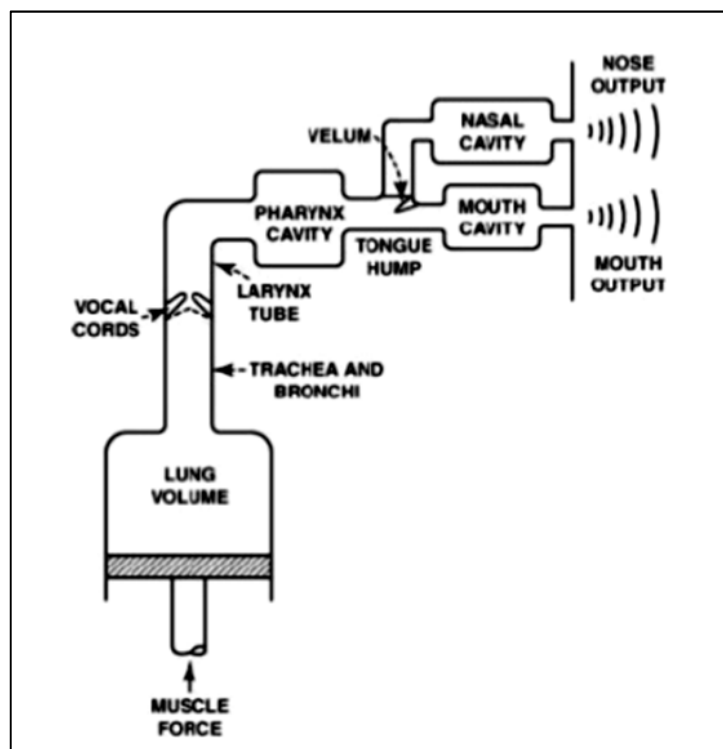 NOSE
OUTPUT
NASAL
CAVITY
VELUM
PHARYNX
CAVITY
MOUTH
CAVITY
TONGUE
HUMP
MOUTH
OUTPUT
LARYNX
TUBE
VOCAL
CORDS
TRACHEA AND
BRONCHI
LUNG
VOLUME
MUSCLE
FORCE